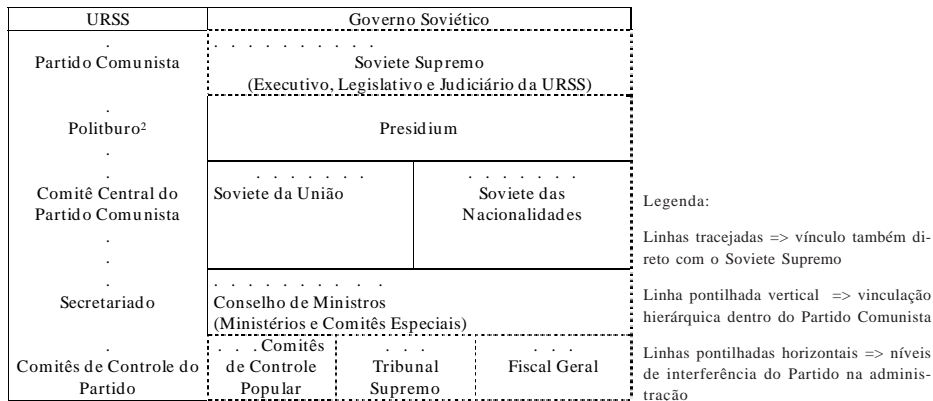 URSS Governo Soviético
. . . . . . . . . . .
Partido Comunista Soviete Supremo
(Executivo, Legislativo e Judiciário da URSS)
.
Politburo² Presidium
.
. . . . . . . . . . . . . . .
Comitê Central do Soviete da União Soviete das
Partido Comunista Nacionalidades
.
.
. . . . . . . . . . .
Secretariado Conselho de Ministros
(Ministérios e Comitês Especiais)
. . . . Comitês . . . . . .
Comitês de Controle do de Controle Tribunal Fiscal Geral
Partido Popular Supremo
Legenda:
Linhas tracejadas => vínculo também di-
reto com o Soviete Supremo
Linha pontilhada vertical => vinculação
hierárquica dentro do Partido Comunista
Linhas pontilhadas horizontais => níveis
de interferência do Partido na adminis-
tração